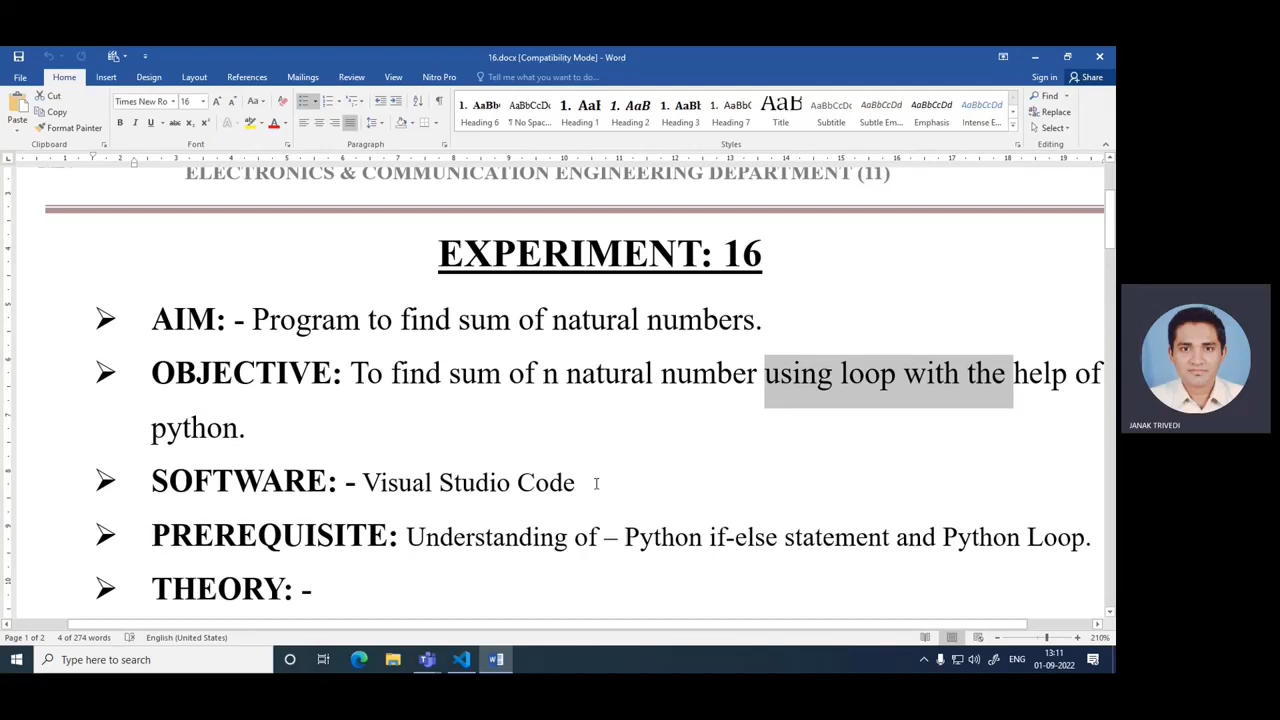 16.docx [Compatibility Mode] - Word
File Home Insert Design Layout References Mailings Review View Nitro Pro Tell me what you want to do... Sign in Share
Paste Cut Copy Format Painter
Times New Ro 16
Heading 6 ¶ No Spac... Heading 1 Heading 2 Heading 3 Heading 7 Title Subtitle Subtle Em... Emphasis Intense E...
Find Replace Select
Clipboard Font Paragraph Styles Editing
ELECTRONICS & COMMUNICATION ENGINEERING DEPARTMENT (11)
EXPERIMENT: 16
➢ AIM: - Program to find sum of natural numbers.
➢ OBJECTIVE: To find sum of n natural number using loop with the help of
python.
➢ SOFTWARE: - Visual Studio Code
➢ PREREQUISITE: Understanding of – Python if-else statement and Python Loop.
➢ THEORY: -
JANAK TRIVEDI
Page 1 of 2 4 of 274 words English (United States) 210%
Type here to search
ENG 13:11
01-09-2022